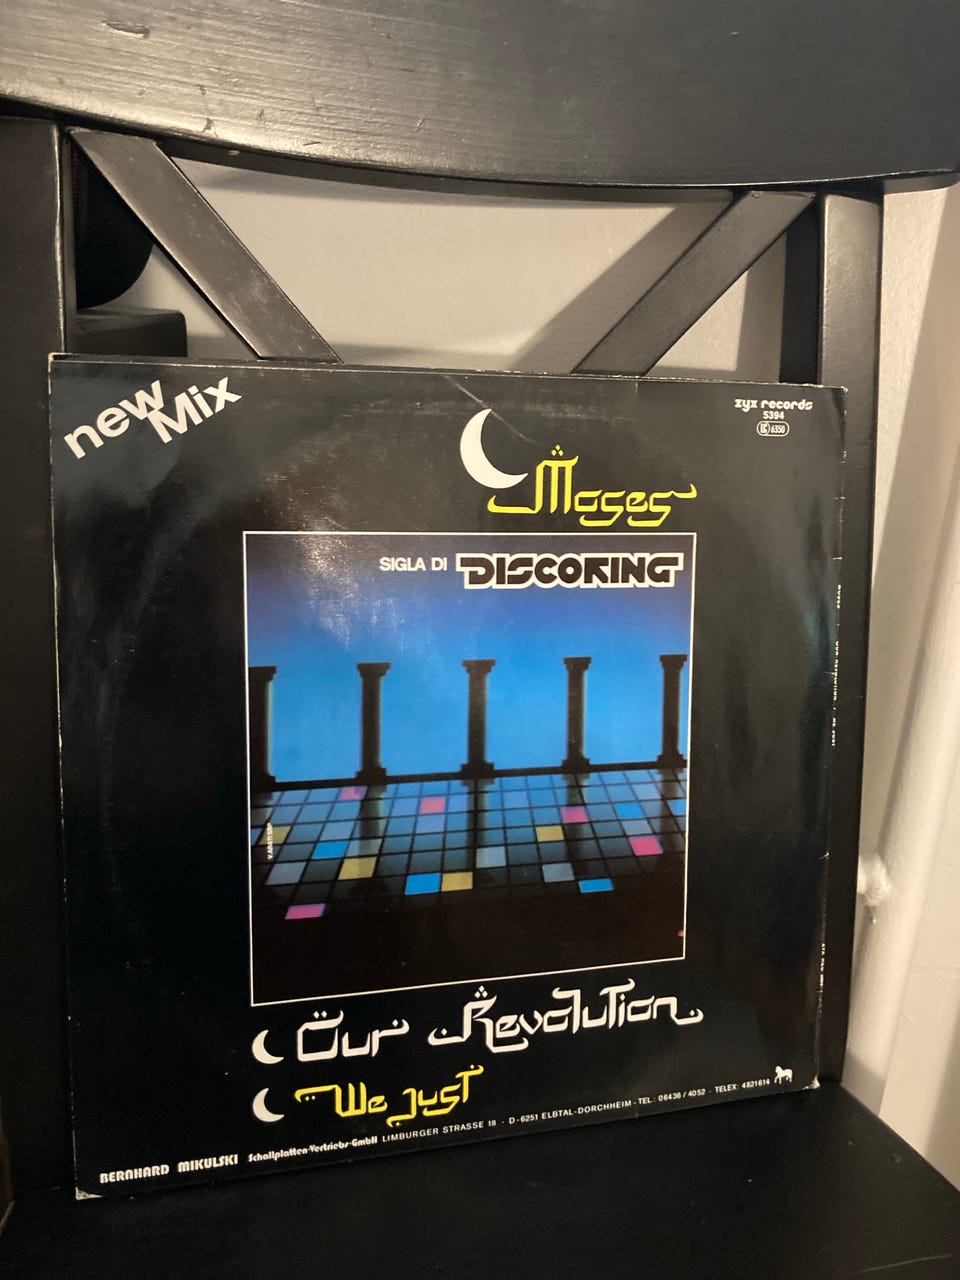 new Mix
zyx records
5394
6350
Moses
SIGLA DI DISCORING
Our Revolution
We Just
BERNHARD MIKULSKI Schallplatten-Vertriebs-GmbH LIMBURGER STRASSE 18 · D-6251 ELBTAL-DORCHHEIM - TEL.: 06436 / 4052 · TELEX: 4821614